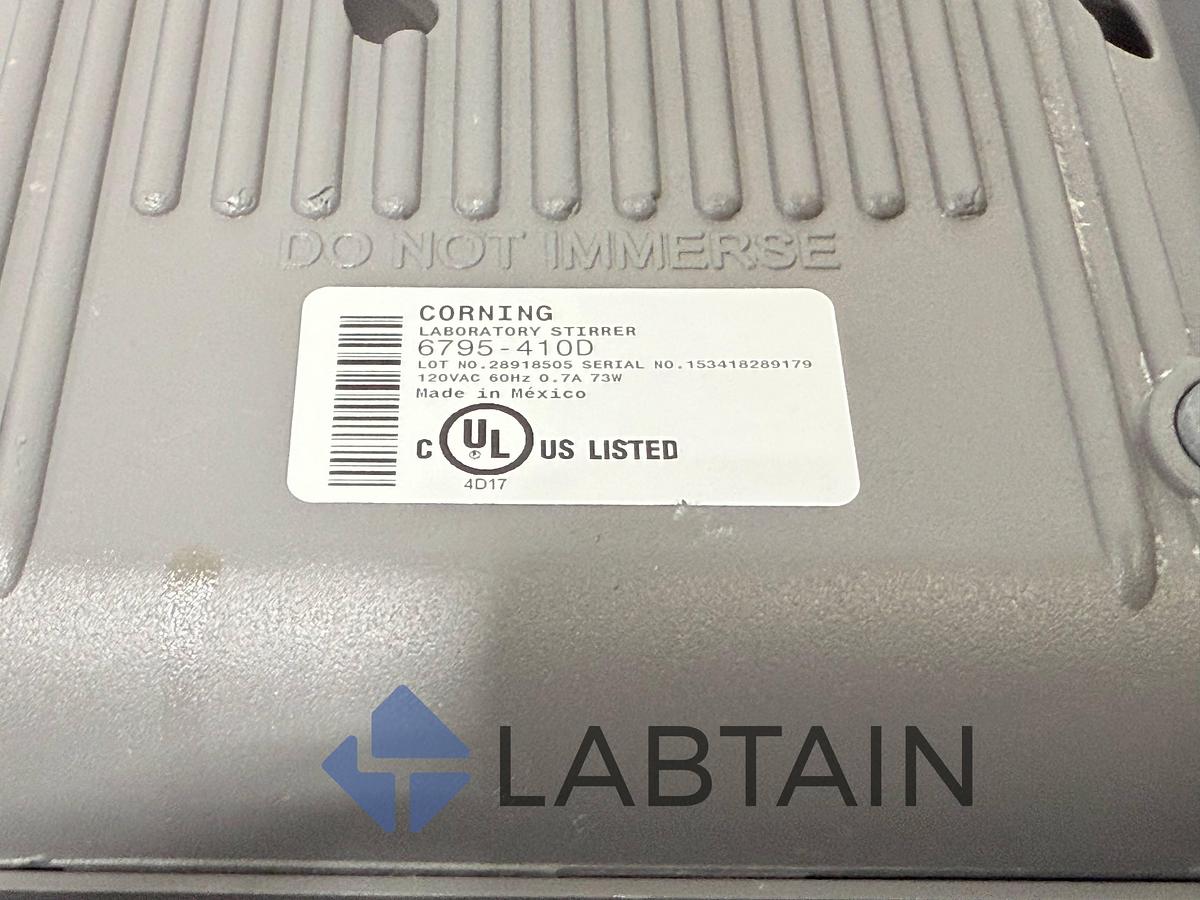 DO NOT IMMERSE
CORNING
LABORATORY STIRRER
6795-410D
LOT NO.28918505 SERIAL NO.153418289179
120VAC 60Hz 0.7A 73W
Made in México
C UL US LISTED
4D17
LABTAIN